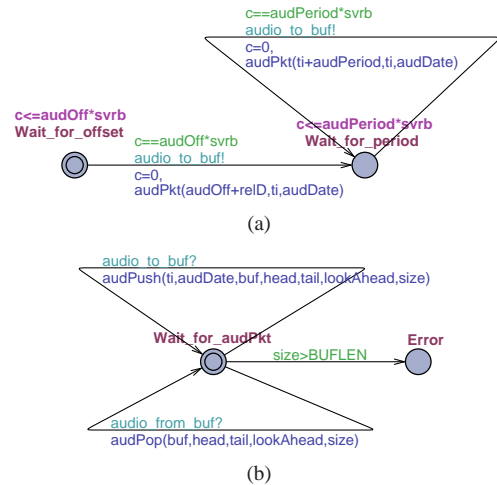 c==audPeriod*svrb
audio_to_buf!
c=0,
audPkt(ti+audPeriod,ti,audDate)
c<=audOff*svrb
Wait_for_offset
c<=audPeriod*svrb
Wait_for_period
c==audOff*svrb
audio_to_buf!
c=0,
audPkt(audOff+relD,ti,audDate)
(a)
audio_to_buf?
audPush(ti,audDate,buf,head,tail,lookAhead,size)
Wait_for_audPkt
Error
size>BUFLEN
audio_from_buf?
audPop(buf,head,tail,lookAhead,size)
(b)